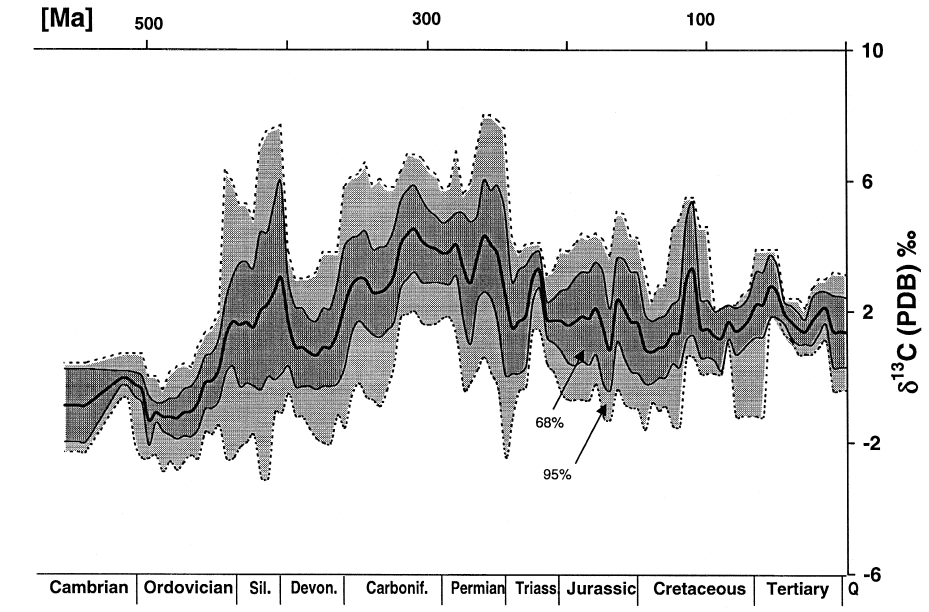 [Ma] 500 300 100
10
6
2
-2
-6
δ13C (PDB) ‰
68%
95%
Cambrian Ordovician Sil. Devon. Carbonif. Permian Triass. Jurassic Cretaceous Tertiary Q